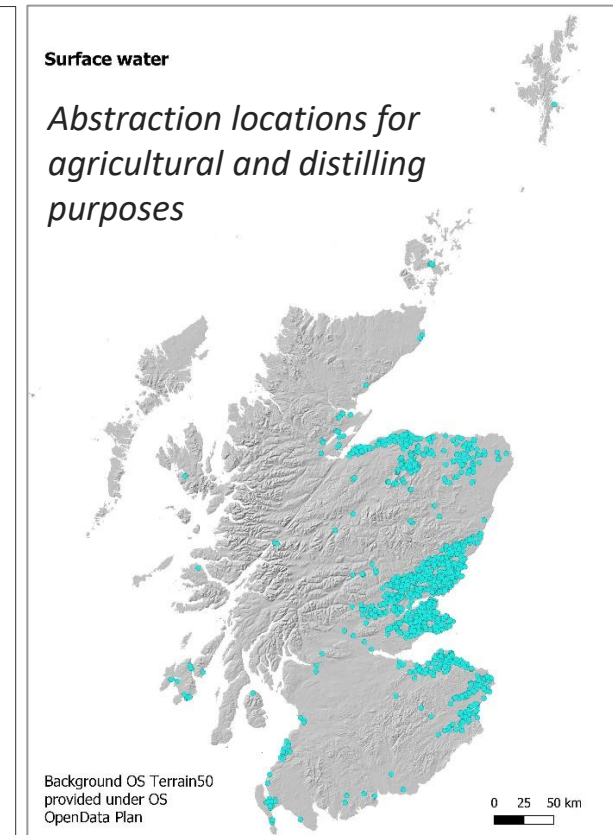 Surface water
Abstraction locations for
agricultural and distilling
purposes
Background OS Terrain50
provided under OS
OpenData Plan
0 25 50 km